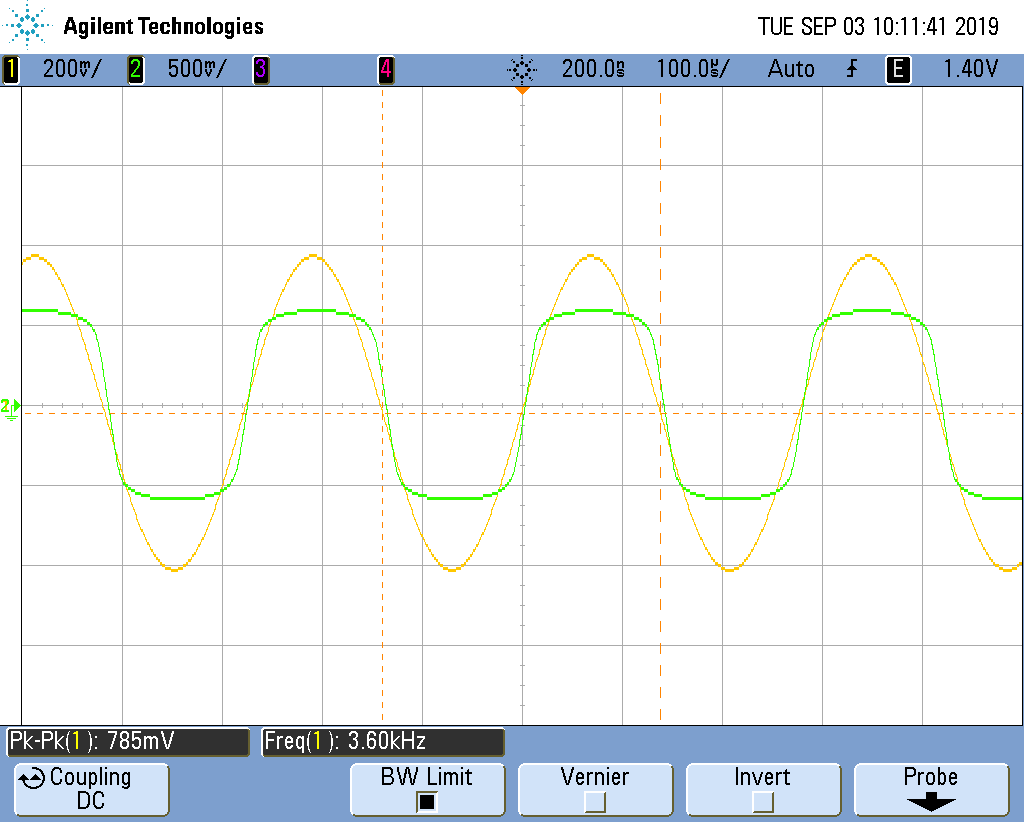 Agilent Technologies TUE SEP 03 10:11:41 2019
1 200mV/ 2 500mV/ 3 4 200.0s 100.0s/ Auto E 1.40V
2
Pk-Pk(1): 785mV Freq(1): 3.60kHz
Coupling BW Limit Vernier Invert Probe
DC